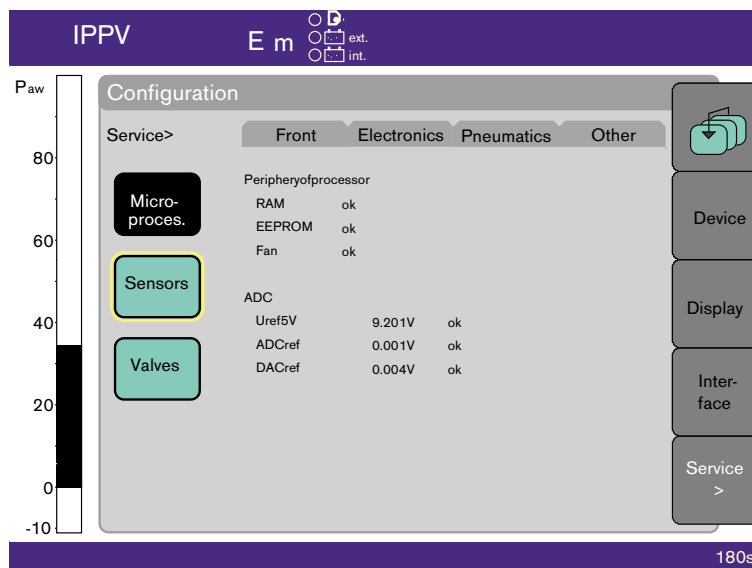 IPPV
E m
ext.
int.
Paw
80
60
40
20
0
-10
Configuration
Service>
Front Electronics Pneumatics Other
Micro-
proces.
Sensors
Valves
Peripheryofprocessor
RAM ok
EEPROM ok
Fan ok
ADC
Uref5V 9.201V ok
ADCref 0.001V ok
DACref 0.004V ok
Device
Display
Inter-
face
Service
>
180s